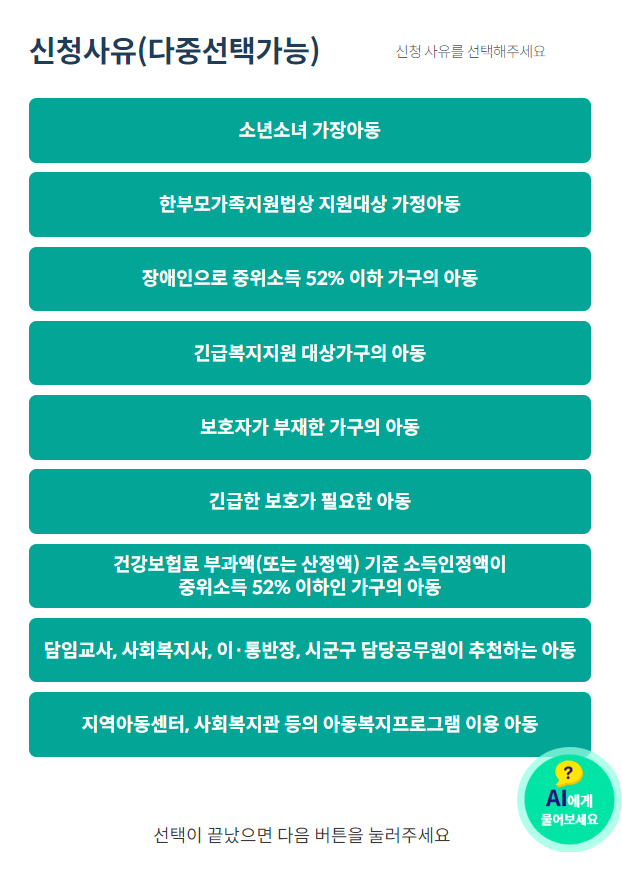 신청사유(다중선택가능)
신청 사유를 선택해주세요
소년소녀 가장아동
한부모가족지원법상 지원대상 가정아동
장애인으로 중위소득 52% 이하 가구의 아동
긴급복지지원 대상가구의 아동
보호자가 부재한 가구의 아동
긴급한 보호가 필요한 아동
건강보험료 부과액(또는 산정액) 기준 소득인정액이
중위소득 52% 이하인 가구의 아동
담임교사, 사회복지사, 이·통반장, 시군구 담당공무원이 추천하는 아동
지역아동센터, 사회복지관 등의 아동복지프로그램 이용 아동
?
AI에게
물어보세요
선택이 끝났으면 다음 버튼을 눌러주세요